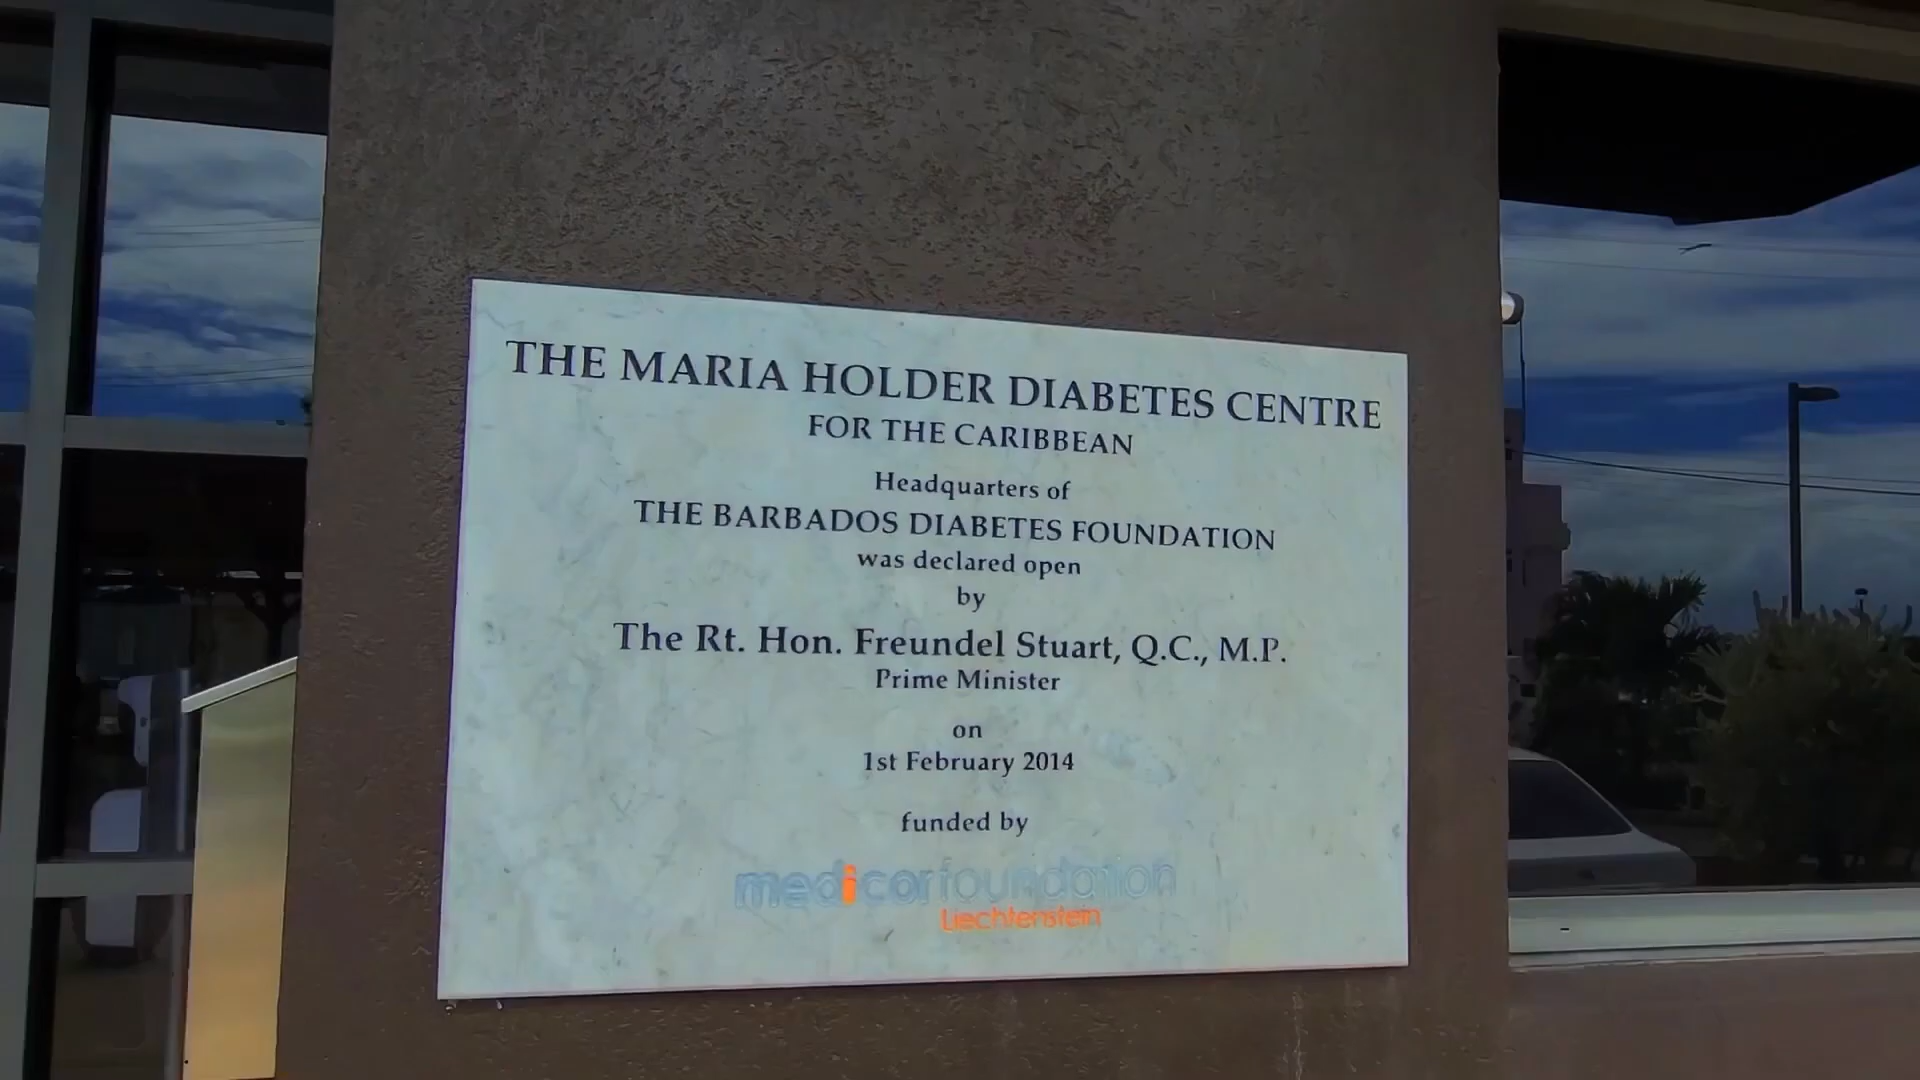 THE MARIA HOLDER DIABETES CENTRE
FOR THE CARIBBEAN
Headquarters of
THE BARBADOS DIABETES FOUNDATION
was declared open
by
The Rt. Hon. Freundel Stuart, Q.C., M.P.
Prime Minister
on
1st February 2014
funded by
medicorfoundation
Liechtenstein